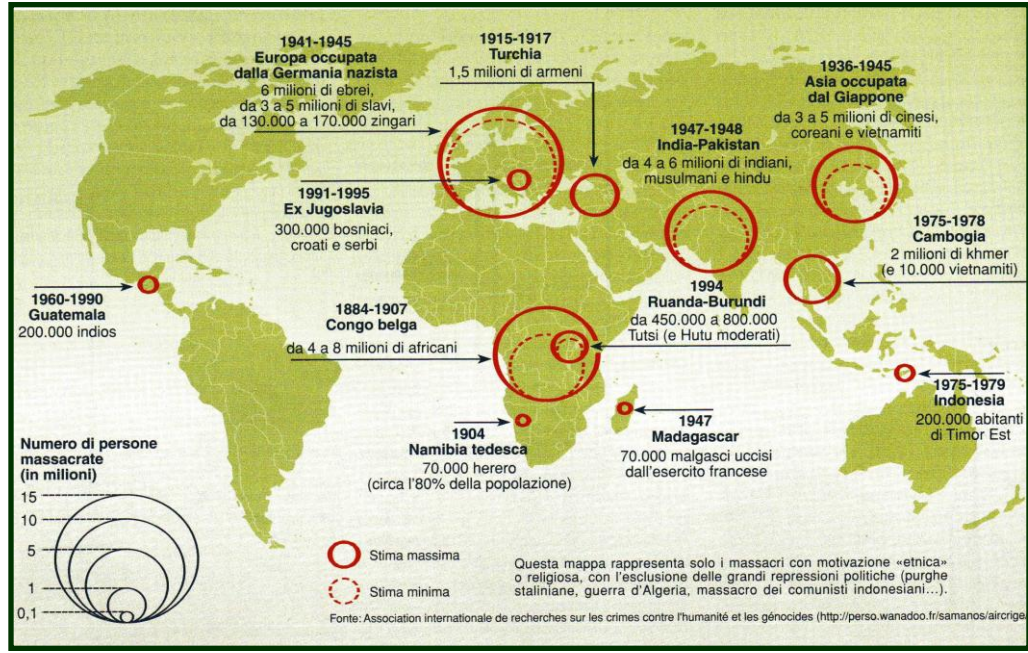 1941-1945
Europa occupata
dalla Germania nazista
6 milioni di ebrei,
da 3 a 5 milioni di slavi,
da 130.000 a 170.000 zingari
1915-1917
Turchia
1,5 milioni di armeni
1936-1945
Asia occupata
dal Giappone
da 3 a 5 milioni di cinesi,
coreani e vietnamiti
1947-1948
India-Pakistan
da 4 a 6 milioni di indiani,
musulmani e hindu
1991-1995
Ex Jugoslavia
300.000 bosniaci,
croati e serbi
1975-1978
Cambogia
2 milioni di khmer
(e 10.000 vietnamiti)
1960-1990
Guatemala
200.000 indios
1884-1907
Congo belga
da 4 a 8 milioni di africani
1994
Ruanda-Burundi
da 450.000 a 800.000
Tutsi (e Hutu moderati)
1975-1979
Indonesia
200.000 abitanti
di Timor Est
1904
Namibia tedesca
70.000 herero
(circa l'80% della popolazione)
1947
Madagascar
70.000 malgasci uccisi
dall'esercito francese
Numero di persone
massacrate
(in milioni)
15
10
5
1
0,1
Stima massima
Stima minima
Questa mappa rappresenta solo i massacri con motivazione «etnica»
o religiosa, con l'esclusione delle grandi repressioni politiche (purghe
staliniane, guerra d'Algeria, massacro dei comunisti indonesiani…).
Fonte: Association internationale de recherches sur les crimes contre l'humanité et les génocides (http://perso.wanadoo.fr/samanos/aircrige/